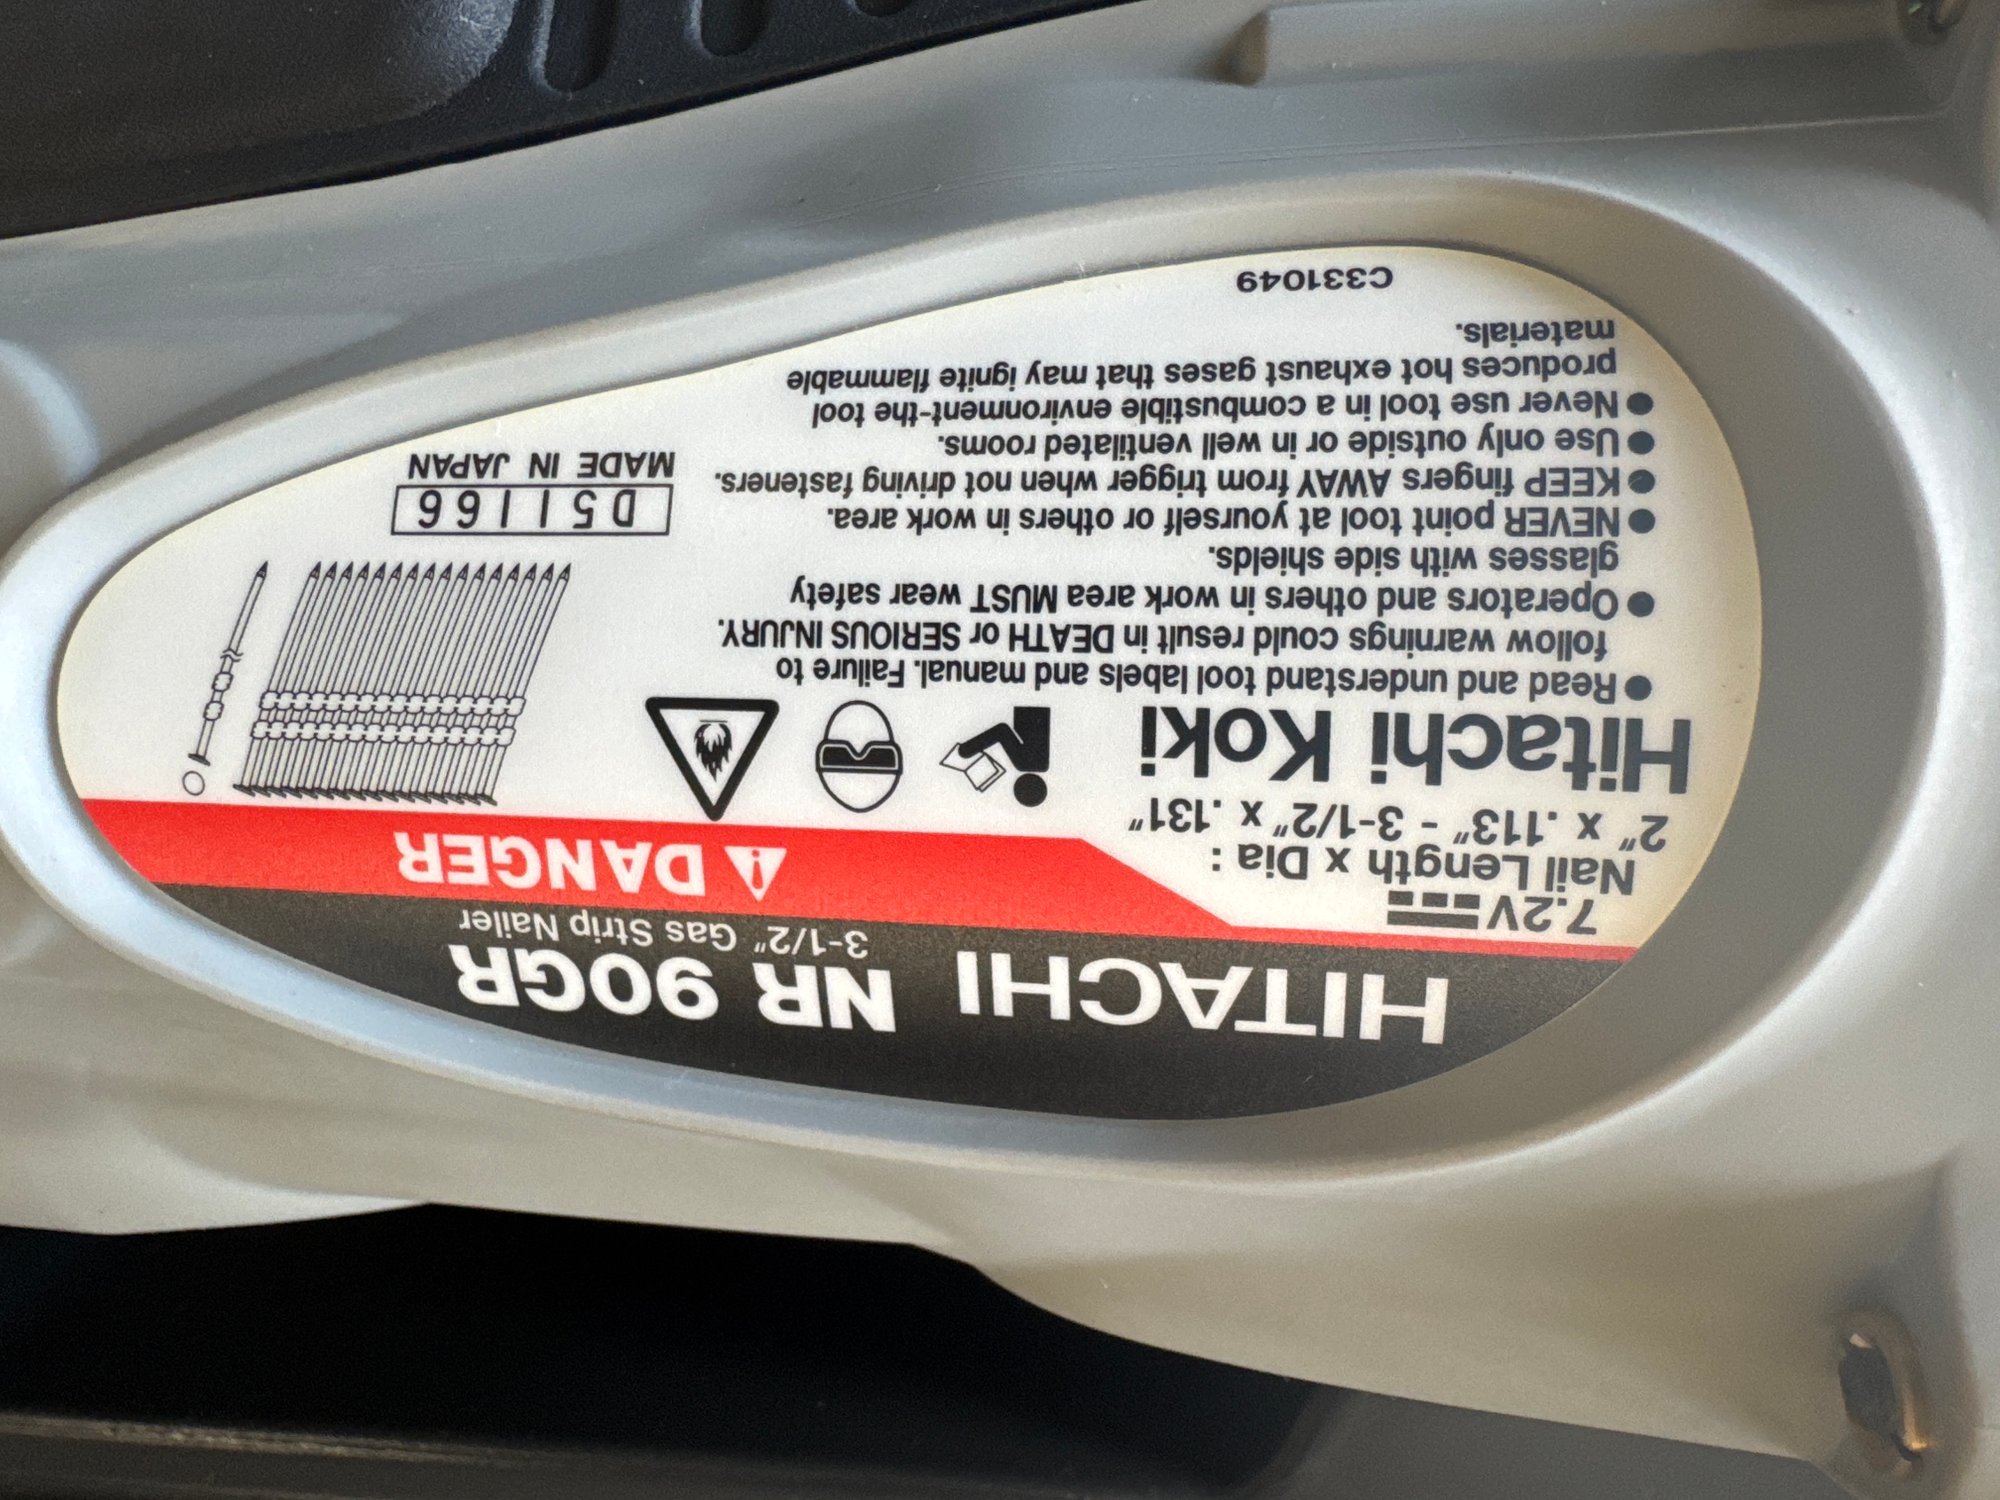 HITACHI NR 90GR
3-1/2″ Gas Strip Nailer
7.2V
DANGER
Nail Length x Dia :
2″ x .113″ - 3-1/2″ x .131″
Hitachi Koki
● Read and understand tool labels and manual. Failure to
follow warnings could result in DEATH or SERIOUS INJURY.
● Operators and others in work area MUST wear safety
glasses with side shields.
● NEVER point tool at yourself or others in work area.
● KEEP fingers AWAY from trigger when not driving fasteners.
● Use only outside or in well ventilated rooms.
● Never use tool in a combustible environment-the tool
produces hot exhaust gases that may ignite flammable
materials.
C331049
D51166
MADE IN JAPAN